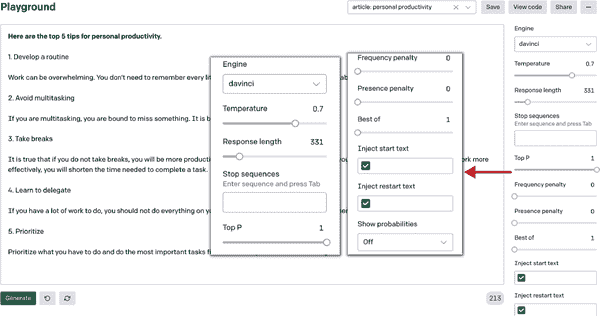 Playground
article: personal productivity
Save
View code
Share
...
Here are the top 5 tips for personal productivity.
1. Develop a routine
Work can be overwhelming. You don't need to remember every
2. Avoid multitasking
If you are multitasking, you are bound to miss something. It is
3. Take breaks
It is true that if you do not take breaks, you will be more
work more
effectively, you will shorten the time needed to complete a task.
4. Learn to delegate
If you have a lot of work to do, you should not do everything on
5. Prioritize
Prioritize what you have to do and do the most important tasks
Generate
213
Engine
davinci
Temperature 0.7
Response length 331
Stop sequences
Enter sequence and press Tab
Top P 1
Frequency penalty 0
Presence penalty 0
Best of 1
Inject start text
Inject restart text
Show probabilities
Off
Engine
davinci
Temperature 0.7
Response length 331
Stop sequences
Enter sequence and press Tab
Top P 1
Frequency penalty 0
Presence penalty 0
Best of 1
Inject start text
Inject restart text